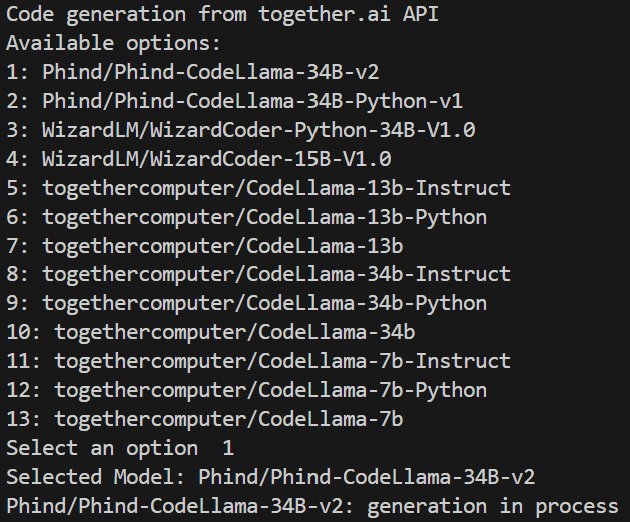 Code generation from together.ai API
Available options:
1: Phind/Phind-CodeLlama-34B-v2
2: Phind/Phind-CodeLlama-34B-Python-v1
3: WizardLM/WizardCoder-Python-34B-V1.0
4: WizardLM/WizardCoder-15B-V1.0
5: togethercomputer/CodeLlama-13b-Instruct
6: togethercomputer/CodeLlama-13b-Python
7: togethercomputer/CodeLlama-13b
8: togethercomputer/CodeLlama-34b-Instruct
9: togethercomputer/CodeLlama-34b-Python
10: togethercomputer/CodeLlama-34b
11: togethercomputer/CodeLlama-7b-Instruct
12: togethercomputer/CodeLlama-7b-Python
13: togethercomputer/CodeLlama-7b
Select an option  1
Selected Model: Phind/Phind-CodeLlama-34B-v2
Phind/Phind-CodeLlama-34B-v2: generation in process